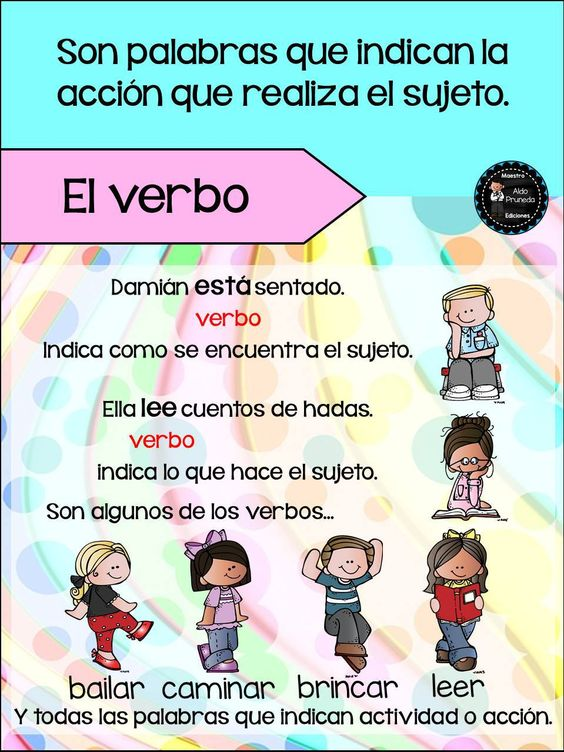 Son palabras que indican la
acción que realiza el sujeto.
El verbo
Maestro
Aldo
Pruneda
Ediciones
Damián está sentado.
verbo
Indica como se encuentra el sujeto.
Ella lee cuentos de hadas.
verbo
indica lo que hace el sujeto.
Son algunos de los verbos...
bailar caminar brincar leer
Y todas las palabras que indican actividad o acción.